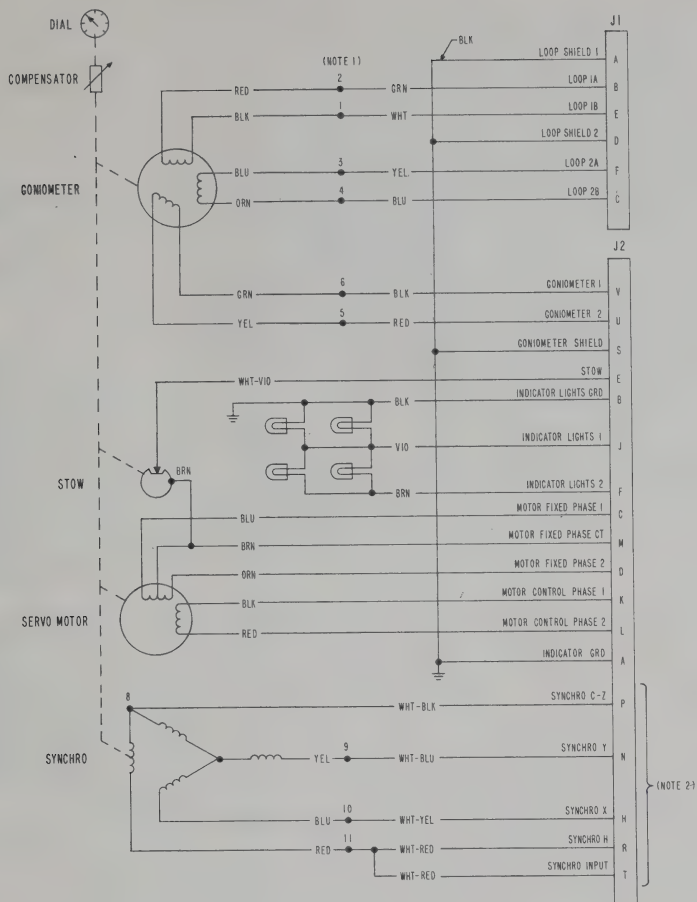 DIAL
J1
BLK
LOOP SHIELD 1
A
COMPENSATOR
(NOTE 1)
2
RED
GRN
LOOP 1A
B
1
BLK
WHT
LOOP 1B
E
LOOP SHIELD 2
D
3
BLU
YEL.
LOOP 2A
F
GONIOMETER
4
ORN
BLU
LOOP 2B
C
J2
6
GRN
BLK
GONIOMETER 1
V
5
YEL
RED
GONIOMETER 2
U
GONIOMETER SHIELD
S
WHT-VIO
STOW
E
BLK
INDICATOR LIGHTS GRD
B
VIO
INDICATOR LIGHTS 1
J
STOW
BRN
BRN
INDICATOR LIGHTS 2
F
BLU
MOTOR FIXED PHASE 1
C
BRN
MOTOR FIXED PHASE CT
M
ORN
MOTOR FIXED PHASE 2
D
SERVO MOTOR
BLK
MOTOR CONTROL PHASE 1
K
RED
MOTOR CONTROL PHASE 2
L
INDICATOR GRD
A
8
WHT-BLK
SYNCHRO C-Z
P
SYNCHRO
9
YEL
WHT-BLU
SYNCHRO Y
N
(NOTE 2)
10
BLU
WHT-YEL
SYNCHRO X
H
11
RED
WHT-RED
SYNCHRO H
R
WHT-RED
SYNCHRO INPUT
T